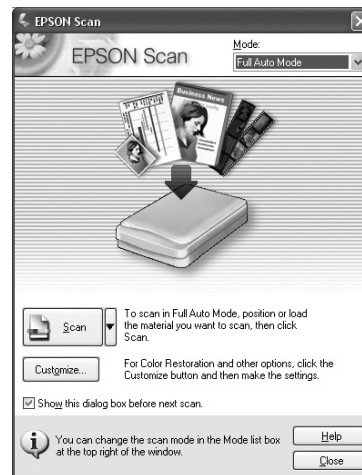 EPSON Scan
EPSON Scan
Mode:
Full Auto Mode
Business News
Scan
To scan in Full Auto Mode, position or load
the material you want to scan, then click
Scan.
Customize...
For Color Restoration and other options, click the
Customize button and then make the settings.
Show this dialog box before next scan.
You can change the scan mode in the Mode list box
at the top right of the window.
Help
Close